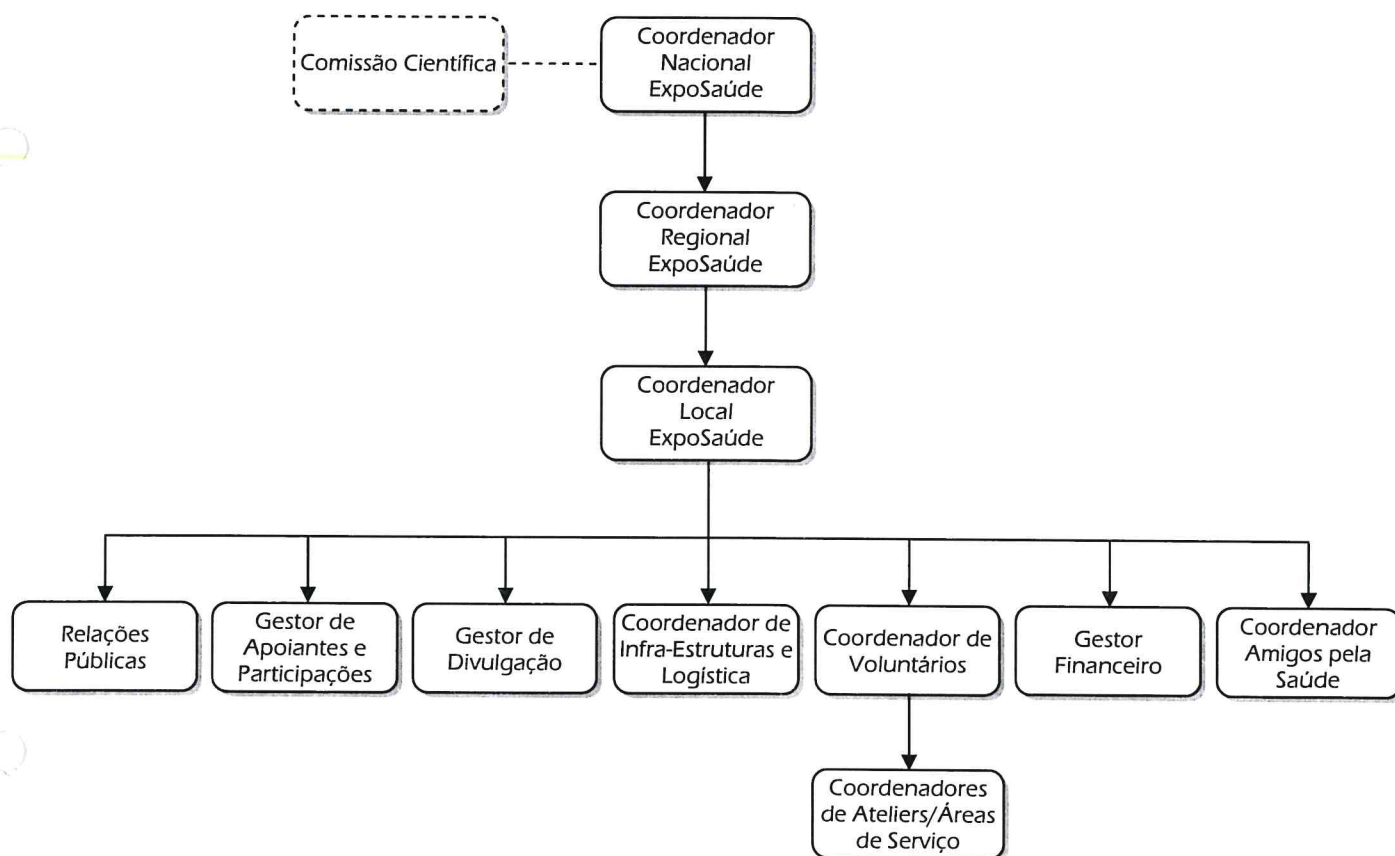 Comissão Científica
Coordenador
Nacional
ExpoSaúde
Coordenador
Regional
ExpoSaúde
Coordenador
Local
ExpoSaúde
Relações
Públicas
Gestor de
Apoiantes e
Participações
Gestor de
Divulgação
Coordenador de
Infra-Estruturas e
Logística
Coordenador de
Voluntários
Gestor
Financeiro
Coordenador
Amigos pela
Saúde
Coordenadores
de Ateliers/Áreas
de Serviço